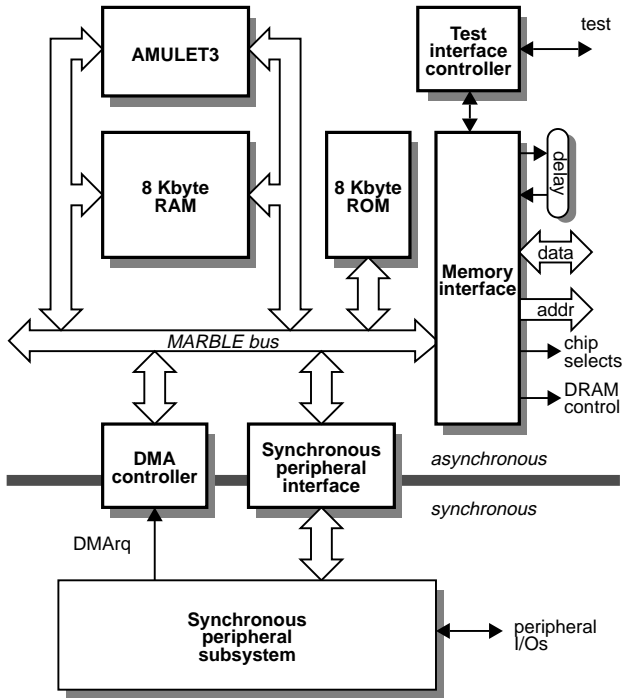 AMULET3
Test
interface
controller
test
8 Kbyte
RAM
8 Kbyte
ROM
delay
Memory
interface
data
addr
MARBLE bus
chip
selects
DRAM
control
DMA
controller
Synchronous
peripheral
interface
asynchronous
synchronous
DMArq
Synchronous
peripheral
subsystem
peripheral
I/Os